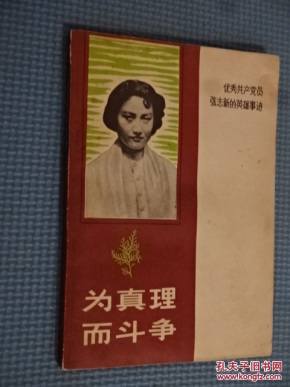 优秀共产党员
张志新的英雄事迹
为真理
而斗争
孔夫子旧书网